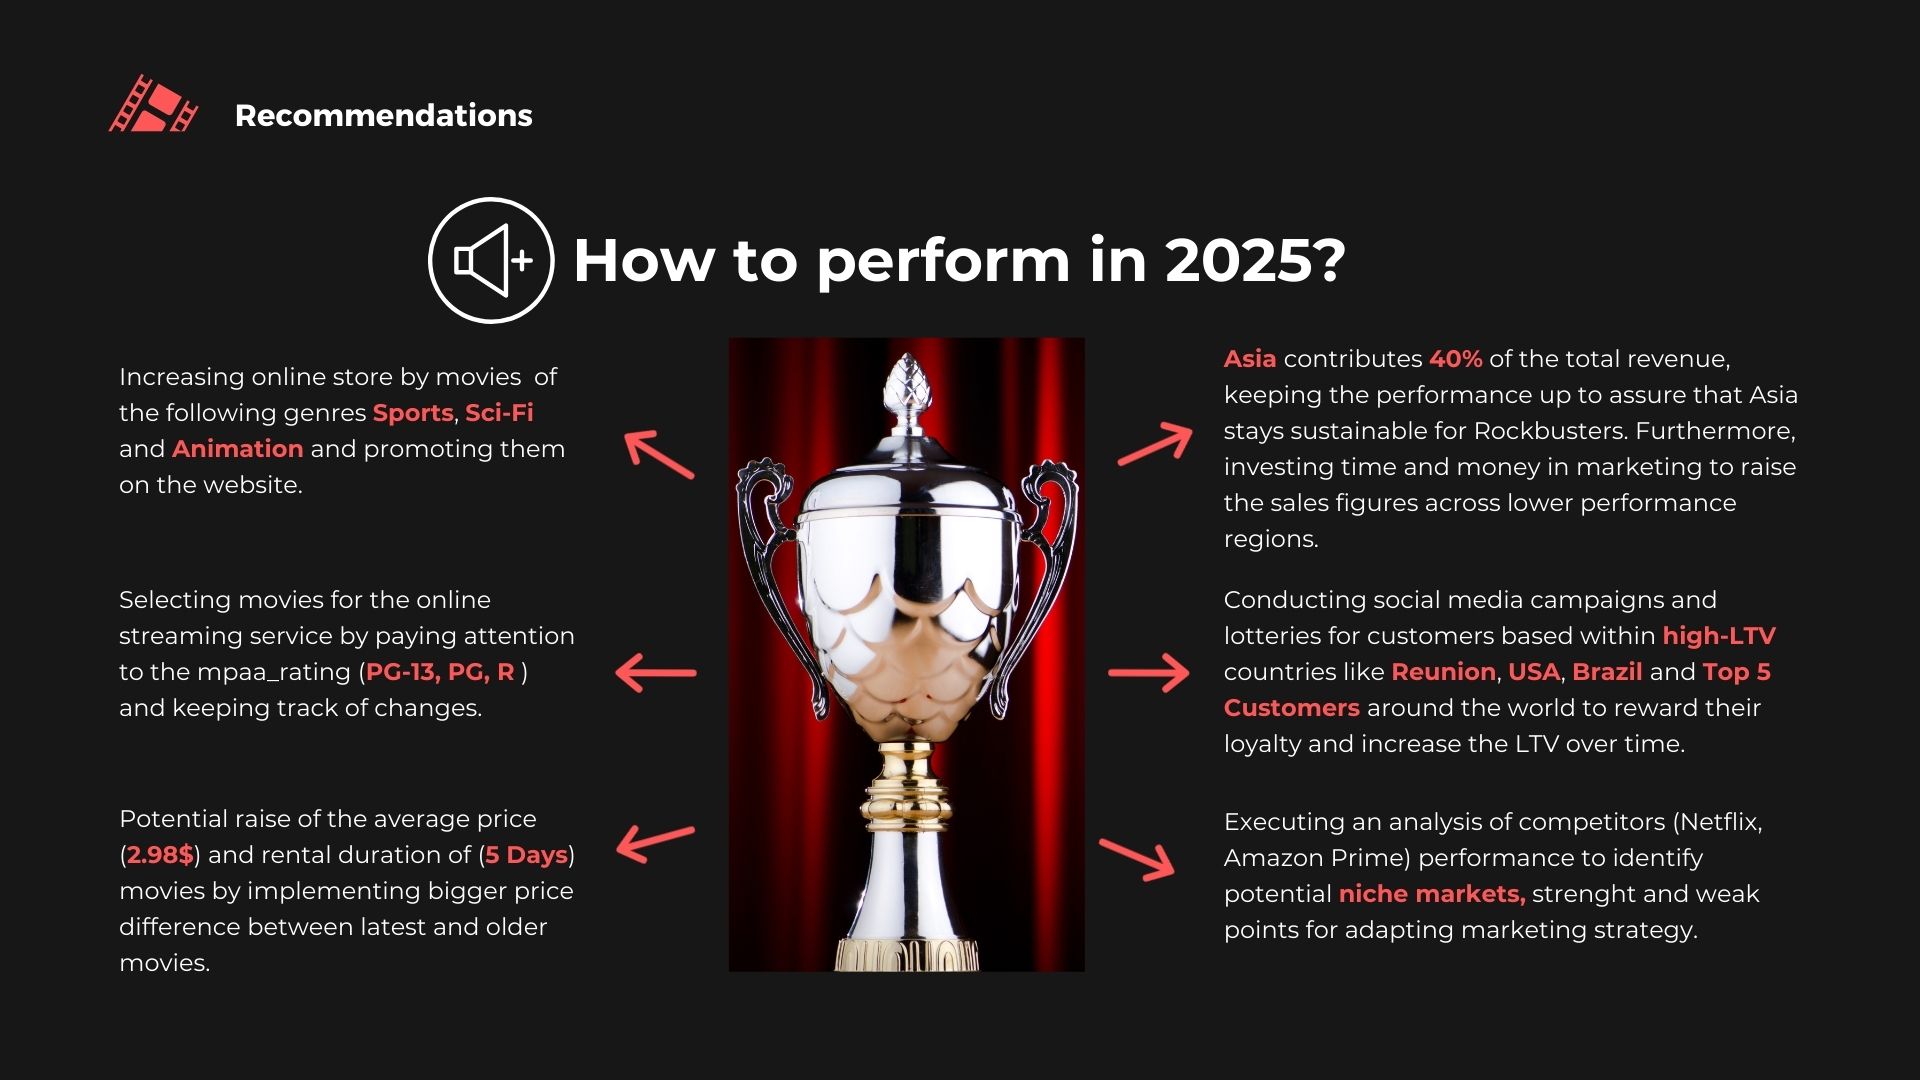 Recommendations
How to perform in 2025?
Increasing online store by movies  of
the following genres Sports, Sci-Fi
and Animation and promoting them
on the website.
Selecting movies for the online
streaming service by paying attention
to the mpaa_rating (PG-13, PG, R )
and keeping track of changes.
Potential raise of the average price
(2.98$) and rental duration of (5 Days)
movies by implementing bigger price
difference between latest and older
movies.
Asia contributes 40% of the total revenue,
keeping the performance up to assure that Asia
stays sustainable for Rockbusters. Furthermore,
investing time and money in marketing to raise
the sales figures across lower performance
regions.
Conducting social media campaigns and
lotteries for customers based within high-LTV
countries like Reunion, USA, Brazil and Top 5
Customers around the world to reward their
loyalty and increase the LTV over time.
Executing an analysis of competitors (Netflix,
Amazon Prime) performance to identify
potential niche markets, strenght and weak
points for adapting marketing strategy.